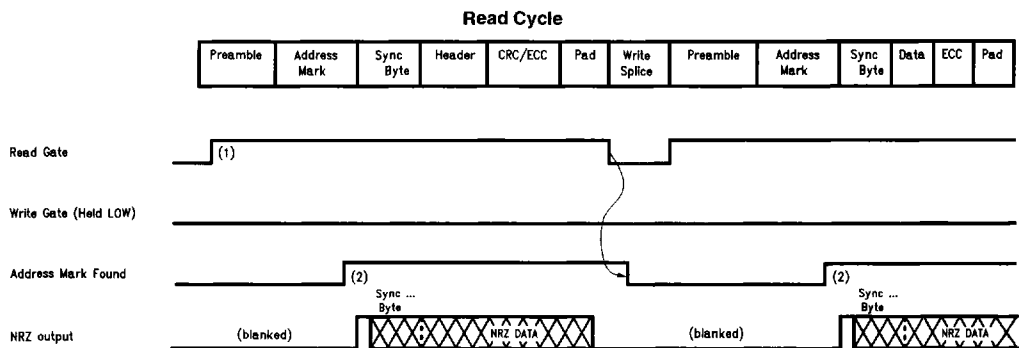 Read Cycle
Preamble Address Mark Sync Byte Header CRC/ECC Pad Write Splice Preamble Address Mark Sync Byte Data ECC Pad
Read Gate (1)
Write Gate (Held LOW)
Address Mark Found (2) (2)
Sync ... Byte Sync ... Byte
NRZ output (blanked) NRZ DATA (blanked) NRZ DATA